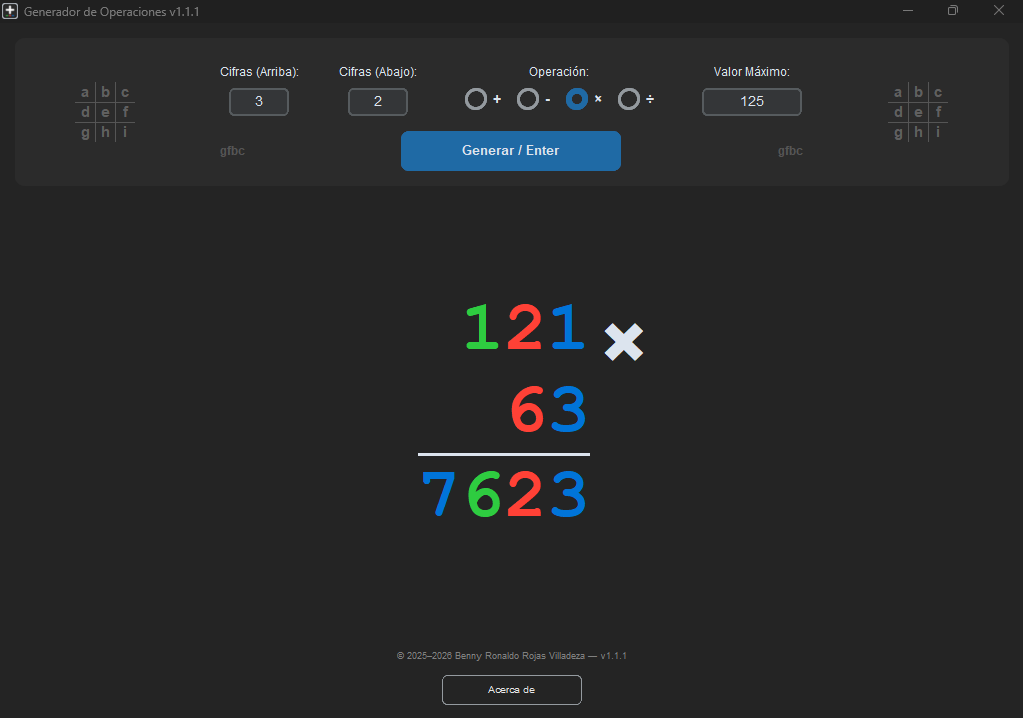 Generador de Operaciones v1.1.1
Cifras (Arriba): Cifras (Abajo): Operación: Valor Máximo:
a b c
d e f
g h i
3 2 + - × ÷ 125
a b c
d e f
g h i
gfbc Generar / Enter gfbc
121 ×
63
7623
© 2025–2026 Benny Ronaldo Rojas Villadeza — v1.1.1
Acerca de